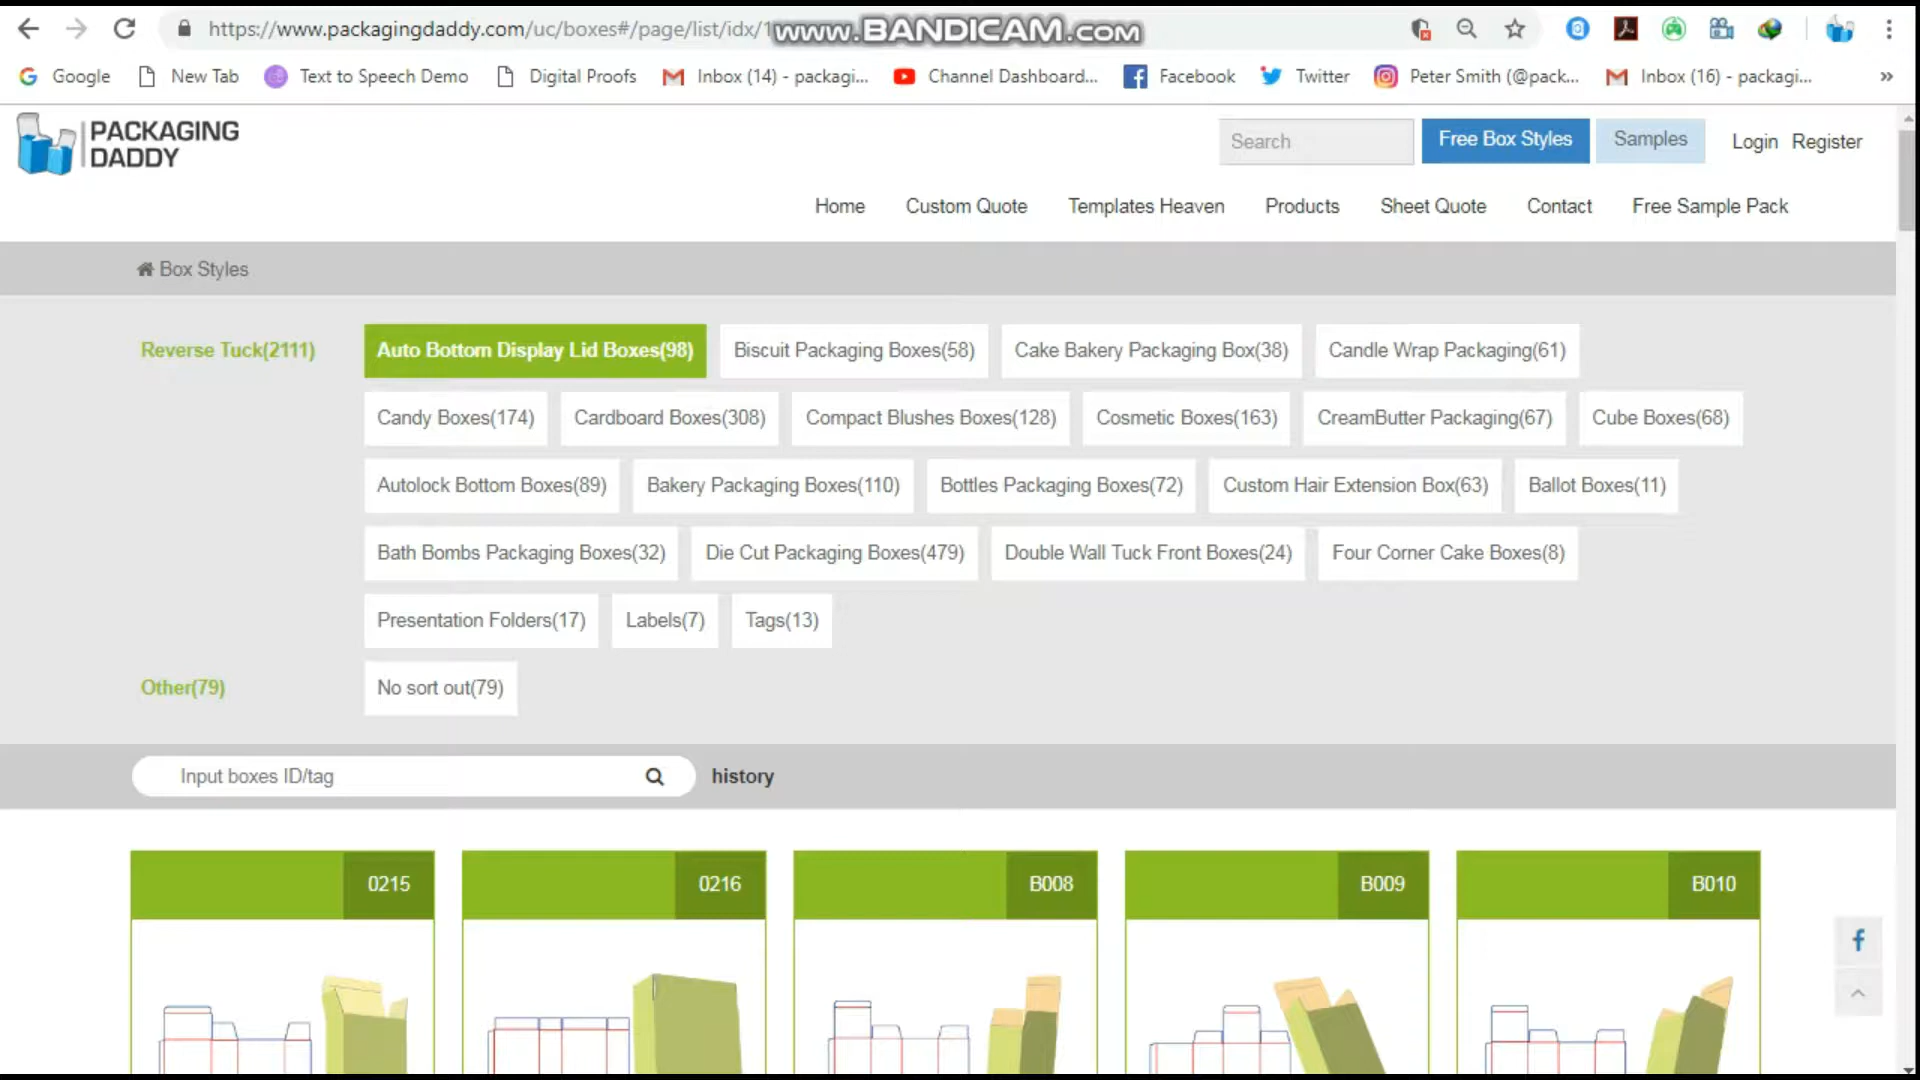 https://www.packagingdaddy.com/uc/boxes#/page/list/idx/1
www.BANDICAM.com
Google New Tab Text to Speech Demo Digital Proofs Inbox (14) - packagi... Channel Dashboard... Facebook Twitter Peter Smith (@pack... Inbox (16) - packagi... »
PACKAGING
DADDY
Search Free Box Styles Samples Login Register
Home Custom Quote Templates Heaven Products Sheet Quote Contact Free Sample Pack
Box Styles
Reverse Tuck(2111) Auto Bottom Display Lid Boxes(98) Biscuit Packaging Boxes(58) Cake Bakery Packaging Box(38) Candle Wrap Packaging(61)
Candy Boxes(174) Cardboard Boxes(308) Compact Blushes Boxes(128) Cosmetic Boxes(163) CreamButter Packaging(67) Cube Boxes(68)
Autolock Bottom Boxes(89) Bakery Packaging Boxes(110) Bottles Packaging Boxes(72) Custom Hair Extension Box(63) Ballot Boxes(11)
Bath Bombs Packaging Boxes(32) Die Cut Packaging Boxes(479) Double Wall Tuck Front Boxes(24) Four Corner Cake Boxes(8)
Presentation Folders(17) Labels(7) Tags(13)
Other(79) No sort out(79)
Input boxes ID/tag history
0215 0216 B008 B009 B010